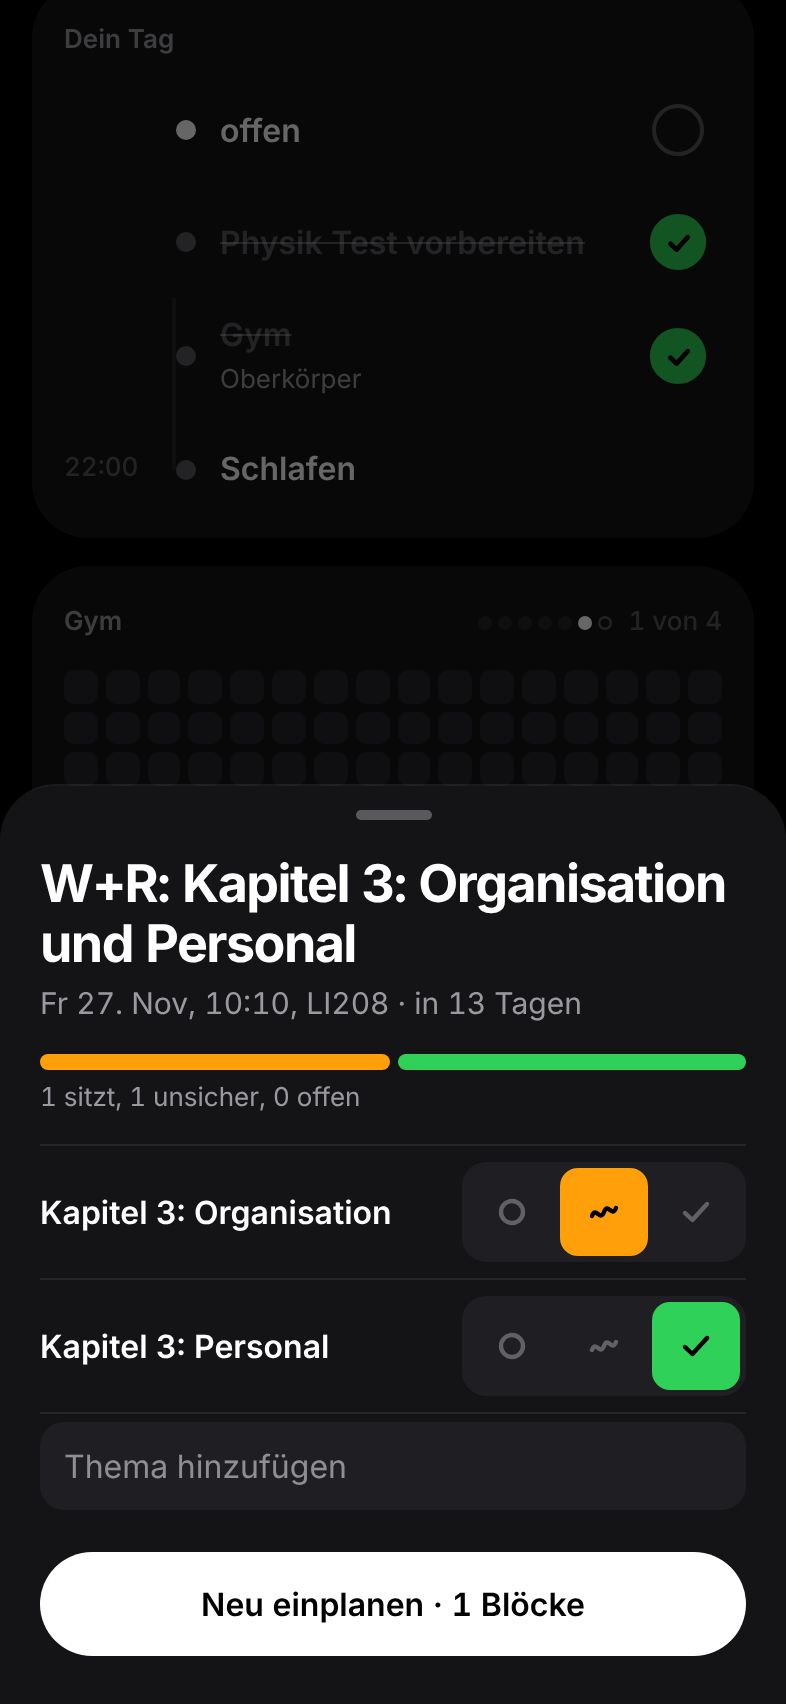 Dein Tag
offen
Physik Test vorbereiten
Gym
Oberkörper
22:00 Schlafen
Gym 1 von 4
W+R: Kapitel 3: Organisation
und Personal
Fr 27. Nov, 10:10, LI208 · in 13 Tagen
1 sitzt, 1 unsicher, 0 offen
Kapitel 3: Organisation
Kapitel 3: Personal
Thema hinzufügen
Neu einplanen · 1 Blöcke